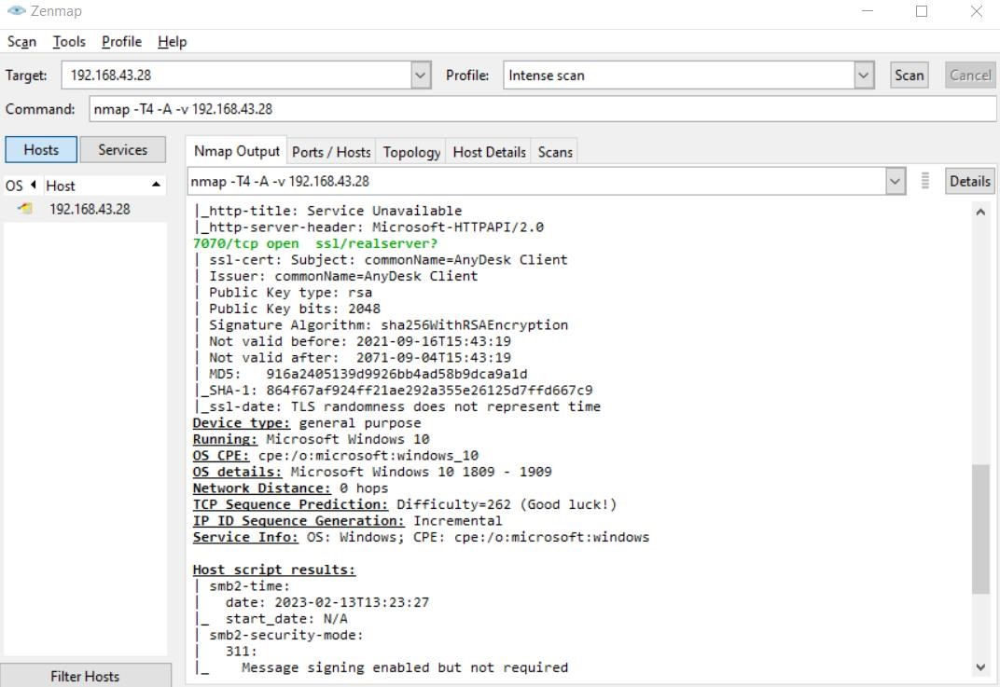 Zenmap
Scan Tools Profile Help
Target: 192.168.43.28 Profile: Intense scan Scan Cancel
Command: nmap -T4 -A -v 192.168.43.28
Hosts Services Nmap Output Ports / Hosts Topology Host Details Scans
OS Host nmap -T4 -A -v 192.168.43.28 Details
192.168.43.28
|_http-title: Service Unavailable
|_http-server-header: Microsoft-HTTPAPI/2.0
7070/tcp open  ssl/realserver?
| ssl-cert: Subject: commonName=AnyDesk Client
| Issuer: commonName=AnyDesk Client
| Public Key type: rsa
| Public Key bits: 2048
| Signature Algorithm: sha256WithRSAEncryption
| Not valid before: 2021-09-16T15:43:19
| Not valid after:  2071-09-04T15:43:19
| MD5:   916a2405139d9926bb4ad58b9dca9a1d
|_SHA-1: 864f67af924ff21ae292a355e26125d7ffd667c9
|_ssl-date: TLS randomness does not represent time
Device type: general purpose
Running: Microsoft Windows 10
OS CPE: cpe:/o:microsoft:windows_10
OS details: Microsoft Windows 10 1809 - 1909
Network Distance: 0 hops
TCP Sequence Prediction: Difficulty=262 (Good luck!)
IP ID Sequence Generation: Incremental
Service Info: OS: Windows; CPE: cpe:/o:microsoft:windows
Host script results:
| smb2-time:
|   date: 2023-02-13T13:23:27
|_  start_date: N/A
| smb2-security-mode:
|   311:
|_    Message signing enabled but not required
Filter Hosts